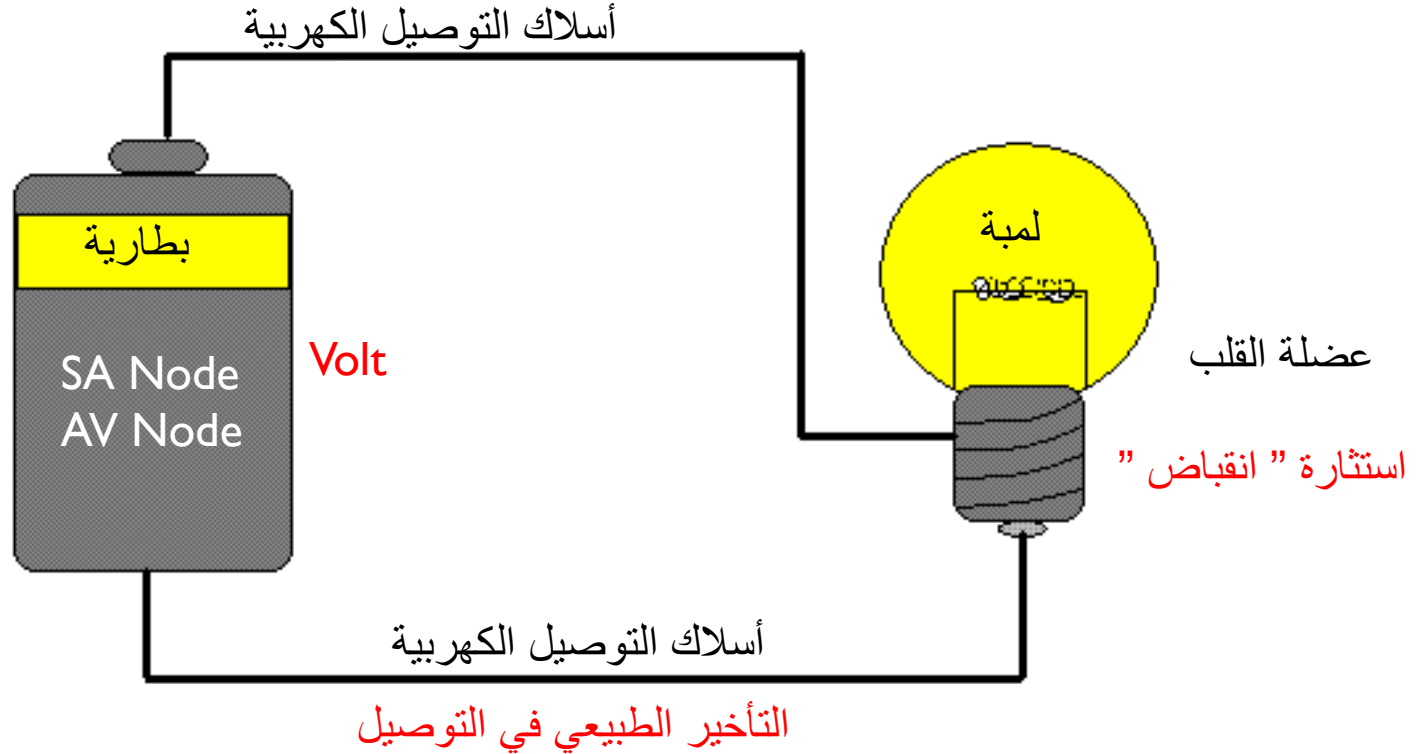 أسلاك التوصيل الكهربية
بطارية
لمبة
SA Node
AV Node
Volt
عضلة القلب
استثارة ” انقباض ”
أسلاك التوصيل الكهربية
التأخير الطبيعي في التوصيل